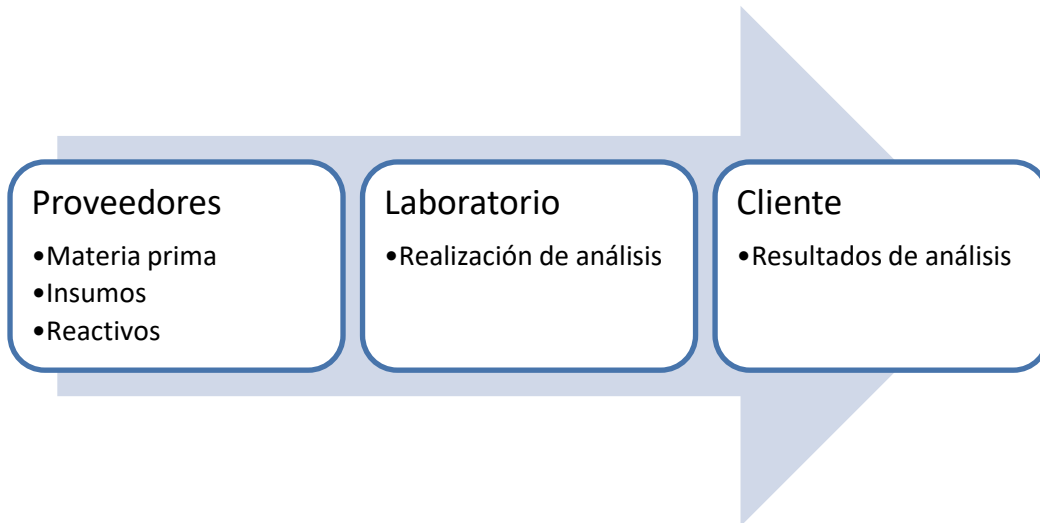 Proveedores
•Materia prima
•Insumos
•Reactivos
Laboratorio
•Realización de análisis
Cliente
•Resultados de análisis